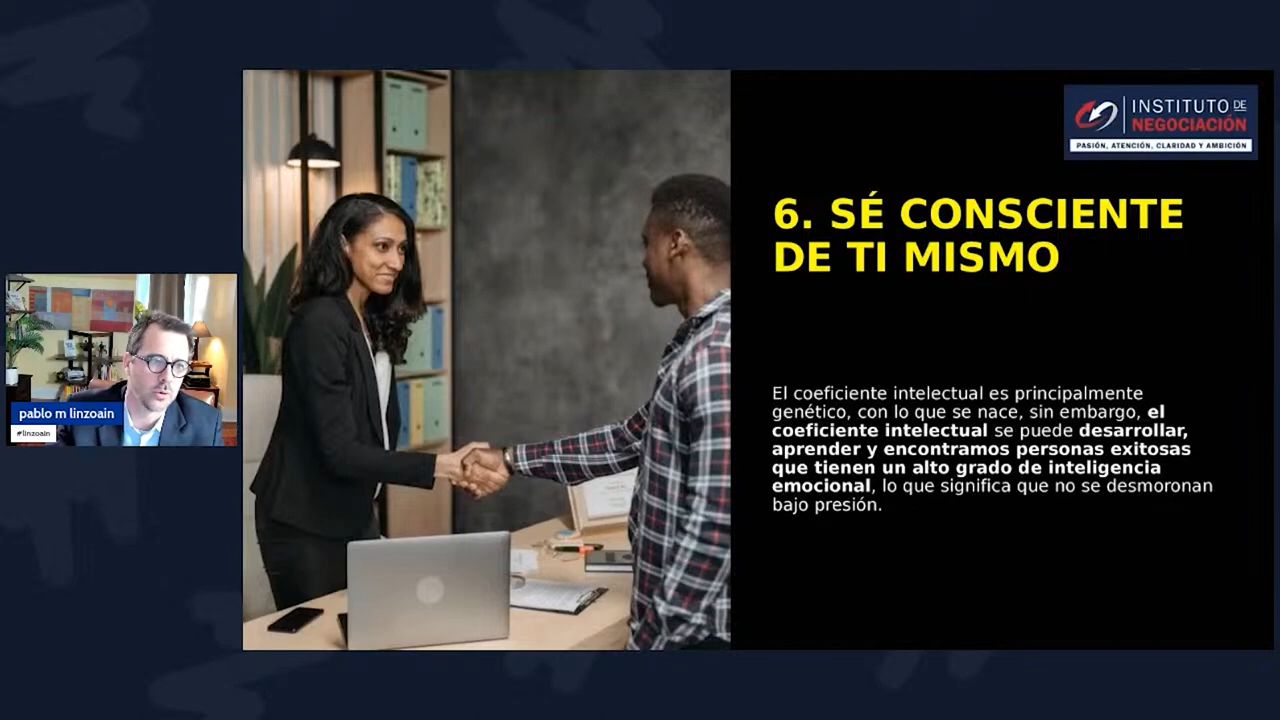 INSTITUTO DE
NEGOCIACIÓN
PASIÓN, ATENCIÓN, CLARIDAD Y AMBICIÓN
6. SÉ CONSCIENTE
DE TI MISMO
El coeficiente intelectual es principalmente
genético, con lo que se nace, sin embargo, el
coeficiente intelectual se puede desarrollar,
aprender y encontramos personas exitosas
que tienen un alto grado de inteligencia
emocional, lo que significa que no se desmoronan
bajo presión.
pablo m linzoain
#linzoain